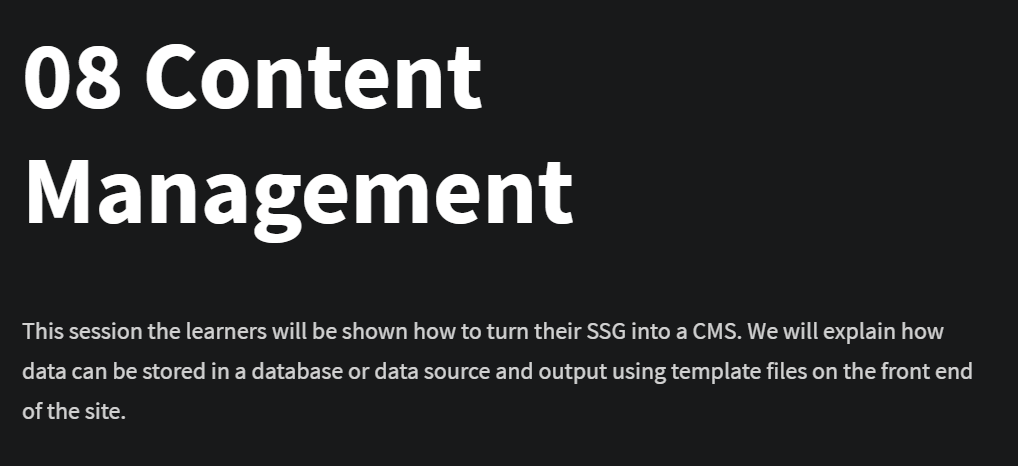 08 Content
Management
This session the learners will be shown how to turn their SSG into a CMS. We will explain how
data can be stored in a database or data source and output using template files on the front end
of the site.